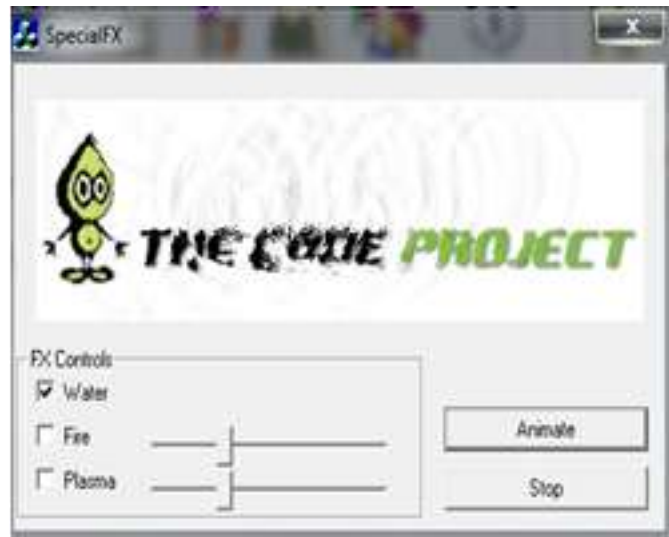 SpecialFX
THE CODE PROJECT
FX Controls
Water
Fire
Plasma
Animate
Stop